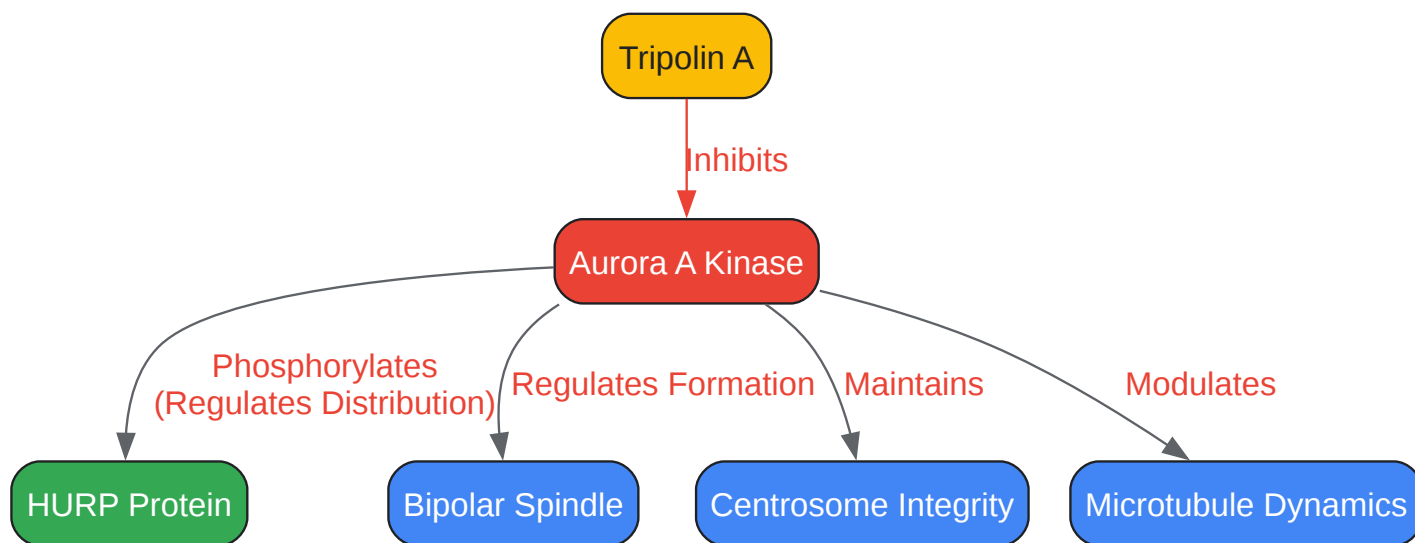 Tripolin A
Inhibits
Aurora A Kinase
Phosphorylates
(Regulates Distribution)
Regulates Formation
Maintains
Modulates
HURP Protein
Bipolar Spindle
Centrosome Integrity
Microtubule Dynamics